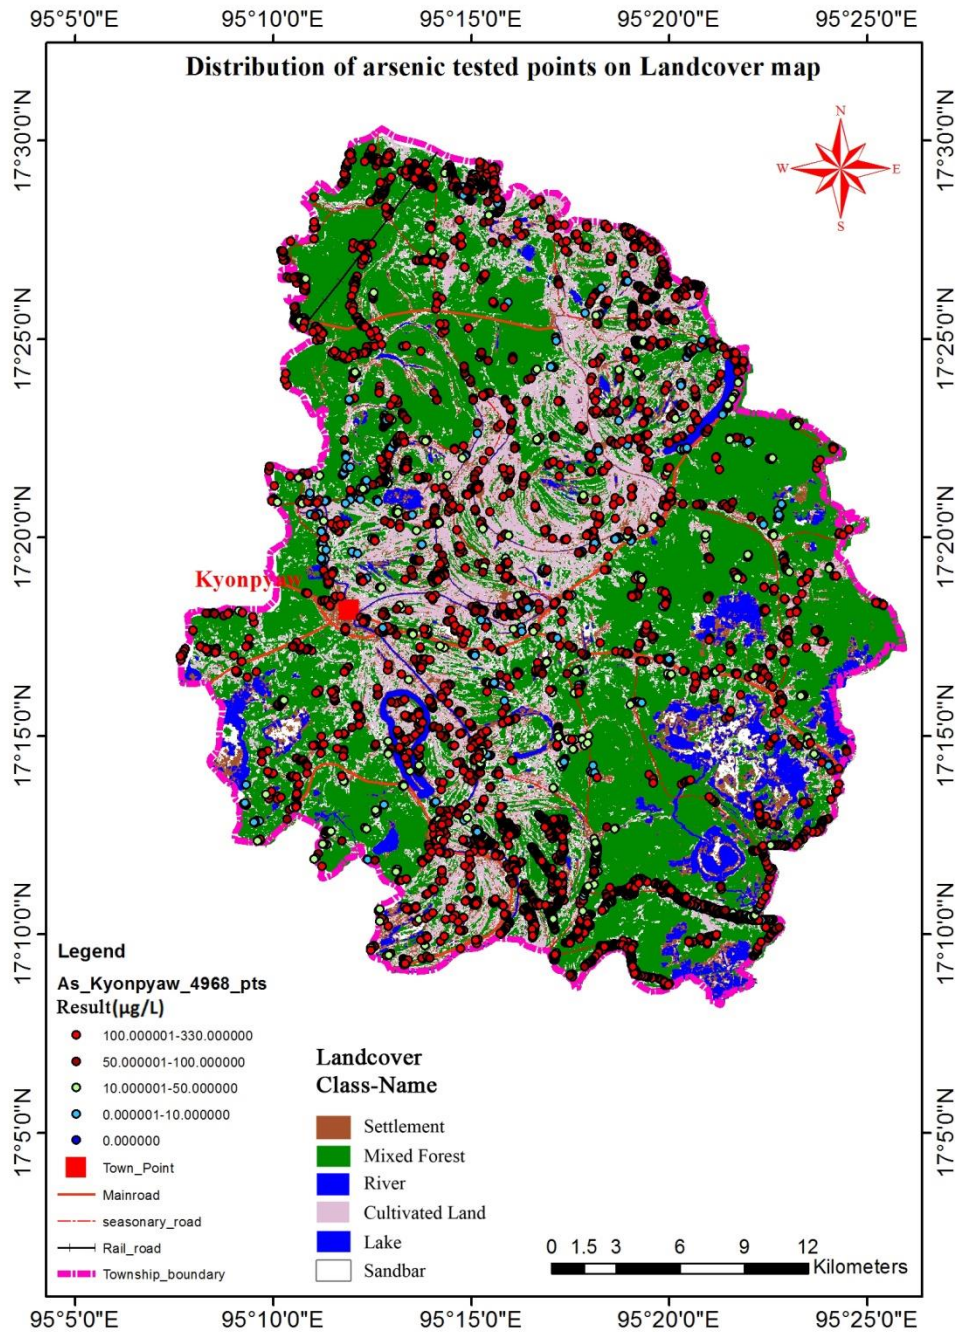 95°5'0"E 95°10'0"E 95°15'0"E 95°20'0"E 95°25'0"E
Distribution of arsenic tested points on Landcover map
N
W E
S
17°30'0"N 17°30'0"N
17°25'0"N 17°25'0"N
17°20'0"N 17°20'0"N
Kyonpyaw
17°15'0"N 17°15'0"N
17°10'0"N 17°10'0"N
17°5'0"N 17°5'0"N
Legend
As_Kyonpyaw_4968_pts
Result(µg/L)
100.000001-330.000000
50.000001-100.000000
10.000001-50.000000
0.000001-10.000000
0.000000
Town_Point
Mainroad
seasonary_road
Rail_road
Township_boundary
Landcover
Class-Name
Settlement
Mixed Forest
River
Cultivated Land
Lake
Sandbar
0 1.5 3 6 9 12
Kilometers
95°5'0"E 95°10'0"E 95°15'0"E 95°20'0"E 95°25'0"E